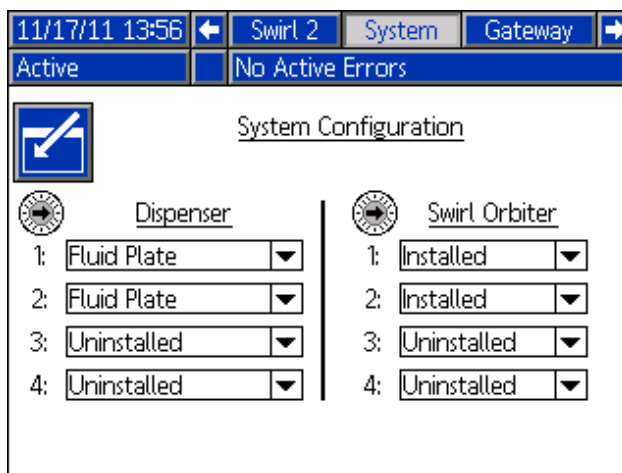 11/17/11 13:56 Swirl 2 System Gateway
Active No Active Errors
System Configuration
Dispenser Swirl Orbiter
1: Fluid Plate 1: Installed
2: Fluid Plate 2: Installed
3: Uninstalled 3: Uninstalled
4: Uninstalled 4: Uninstalled